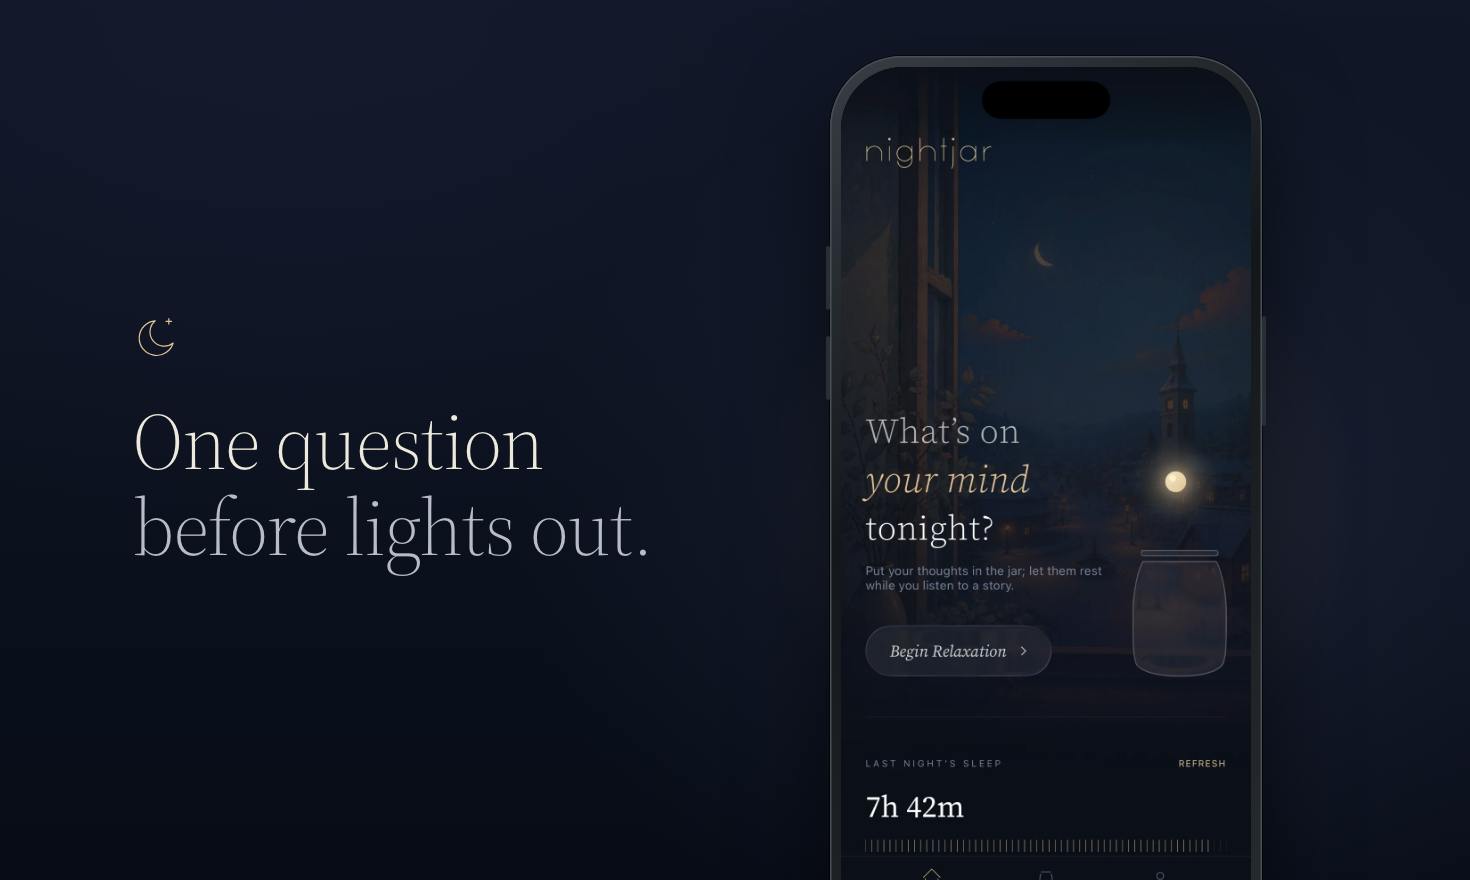 One question
before lights out.
nightjar
What's on
your mind
tonight?
Put your thoughts in the jar; let them rest
while you listen to a story.
Begin Relaxation
LAST NIGHT'S SLEEP
REFRESH
7h 42m